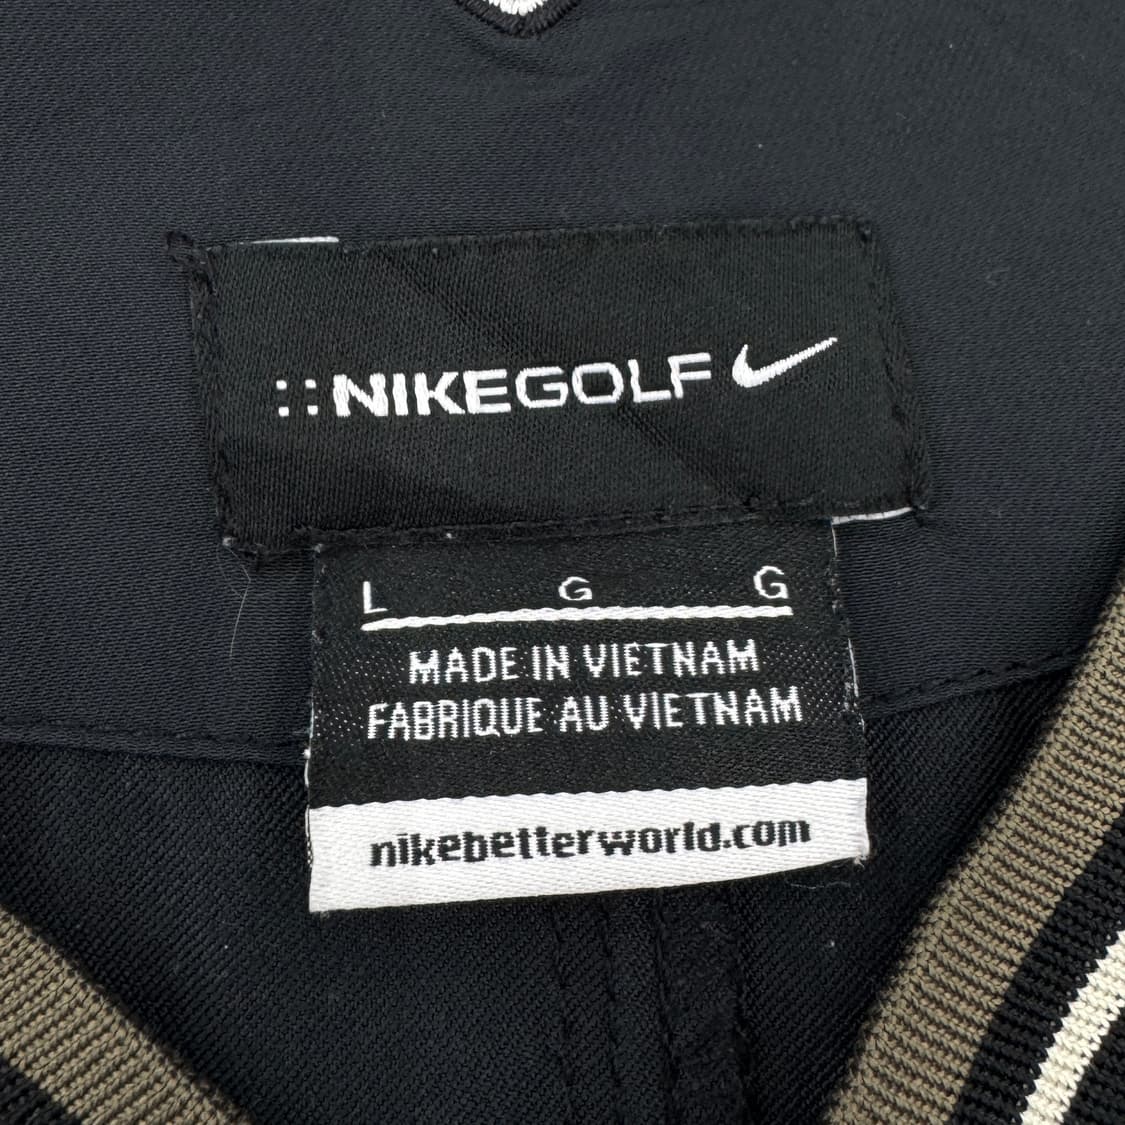 ::NIKEGOLF
L G G
MADE IN VIETNAM
FABRIQUE AU VIETNAM
nikebetterworld.com